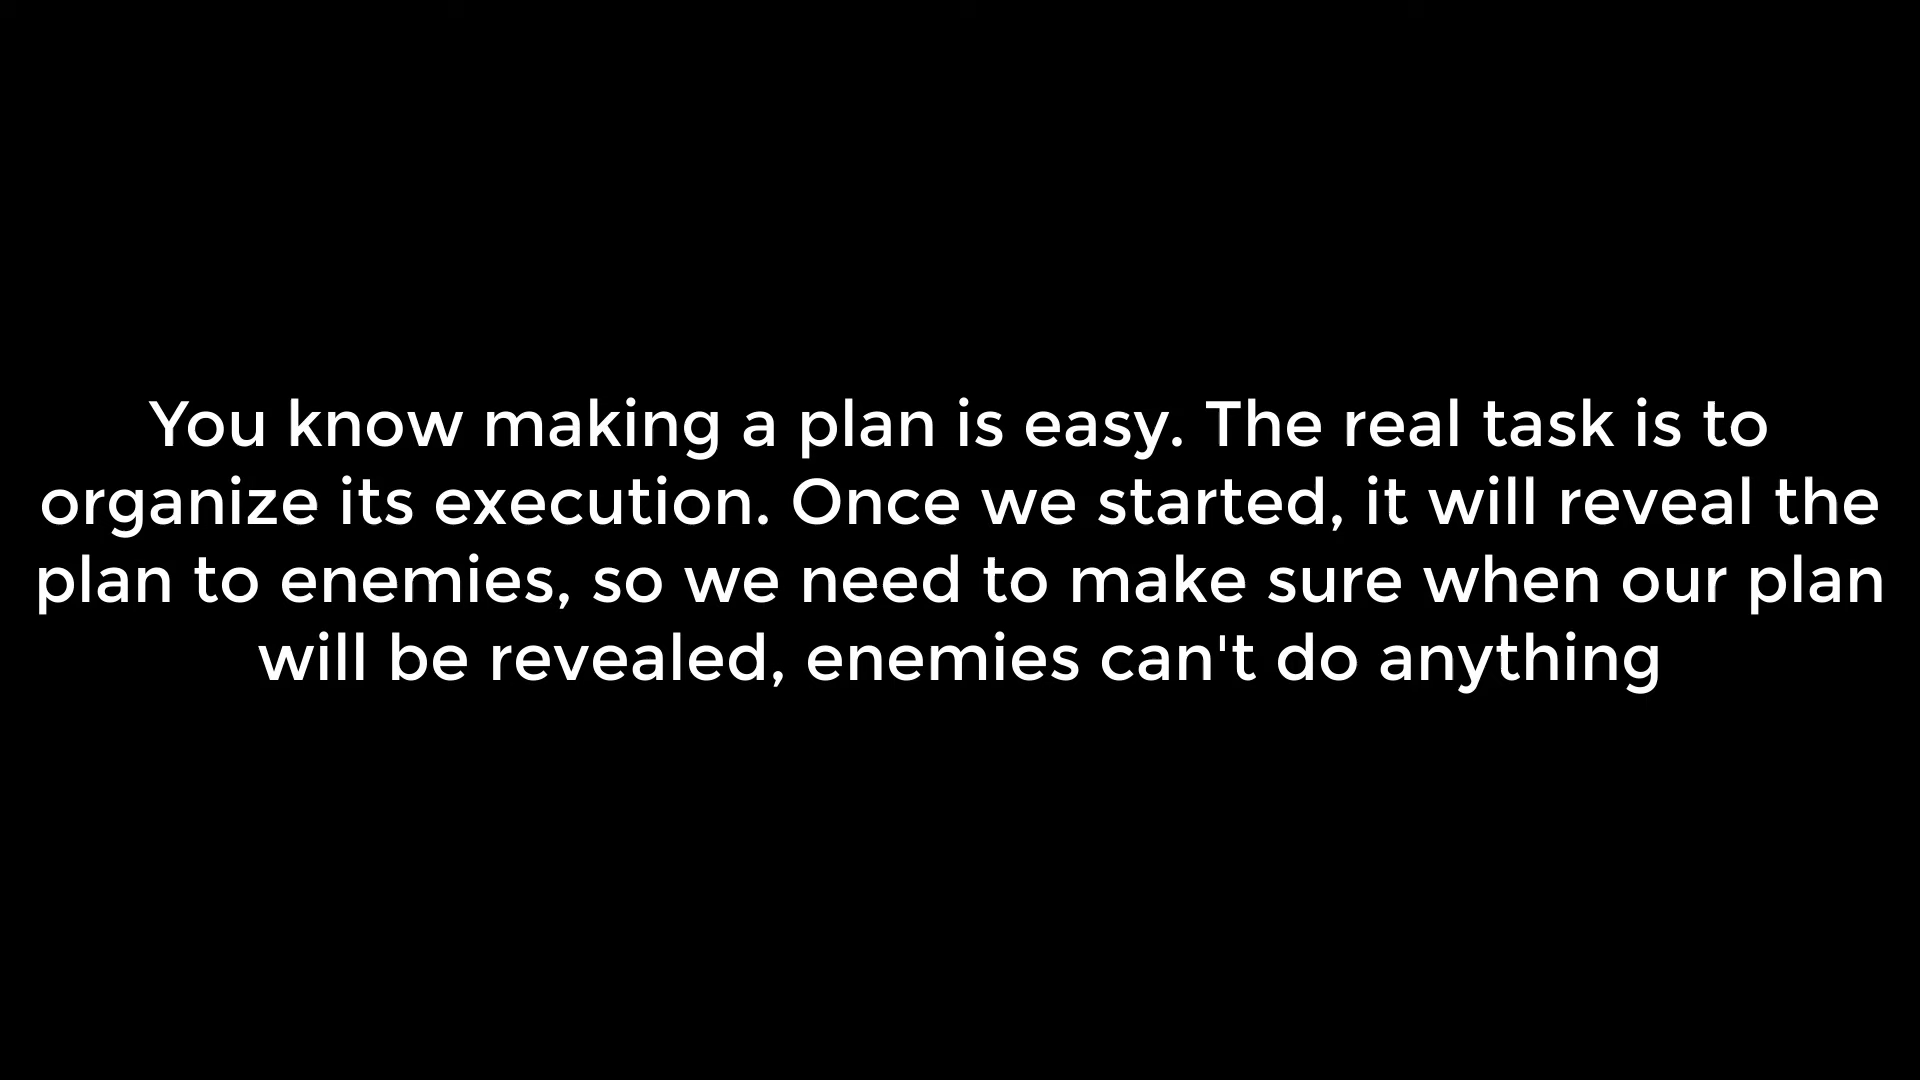 You know making a plan is easy. The real task is to
organize its execution. Once we started, it will reveal the
plan to enemies, so we need to make sure when our plan
will be revealed, enemies can't do anything